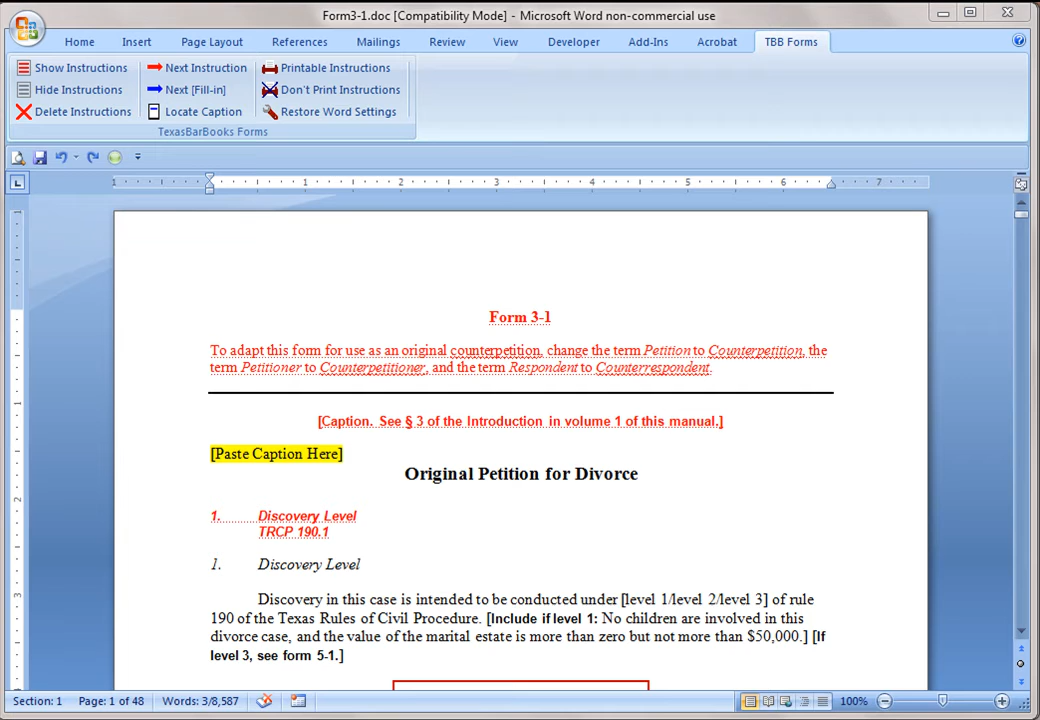 Form3-1.doc [Compatibility Mode] - Microsoft Word non-commercial use
Home Insert Page Layout References Mailings Review View Developer Add-Ins Acrobat TBB Forms
Show Instructions Next Instruction Printable Instructions
Hide Instructions Next [Fill-in] Don't Print Instructions
Delete Instructions Locate Caption Restore Word Settings
TexasBarBooks Forms
1 1 2 3 4 5 6 7
Form 3-1
To adapt this form for use as an original counterpetition, change the term Petition to Counterpetition, the
term Petitioner to Counterpetitioner, and the term Respondent to Counterrespondent.
[Caption. See § 3 of the Introduction in volume 1 of this manual.]
[Paste Caption Here]
Original Petition for Divorce
1. Discovery Level
TRCP 190.1
1. Discovery Level
Discovery in this case is intended to be conducted under [level 1/level 2/level 3] of rule
190 of the Texas Rules of Civil Procedure. [Include if level 1: No children are involved in this
divorce case, and the value of the marital estate is more than zero but not more than $50,000.] [If
level 3, see form 5-1.]
Section: 1 Page: 1 of 48 Words: 3/8,587 100%